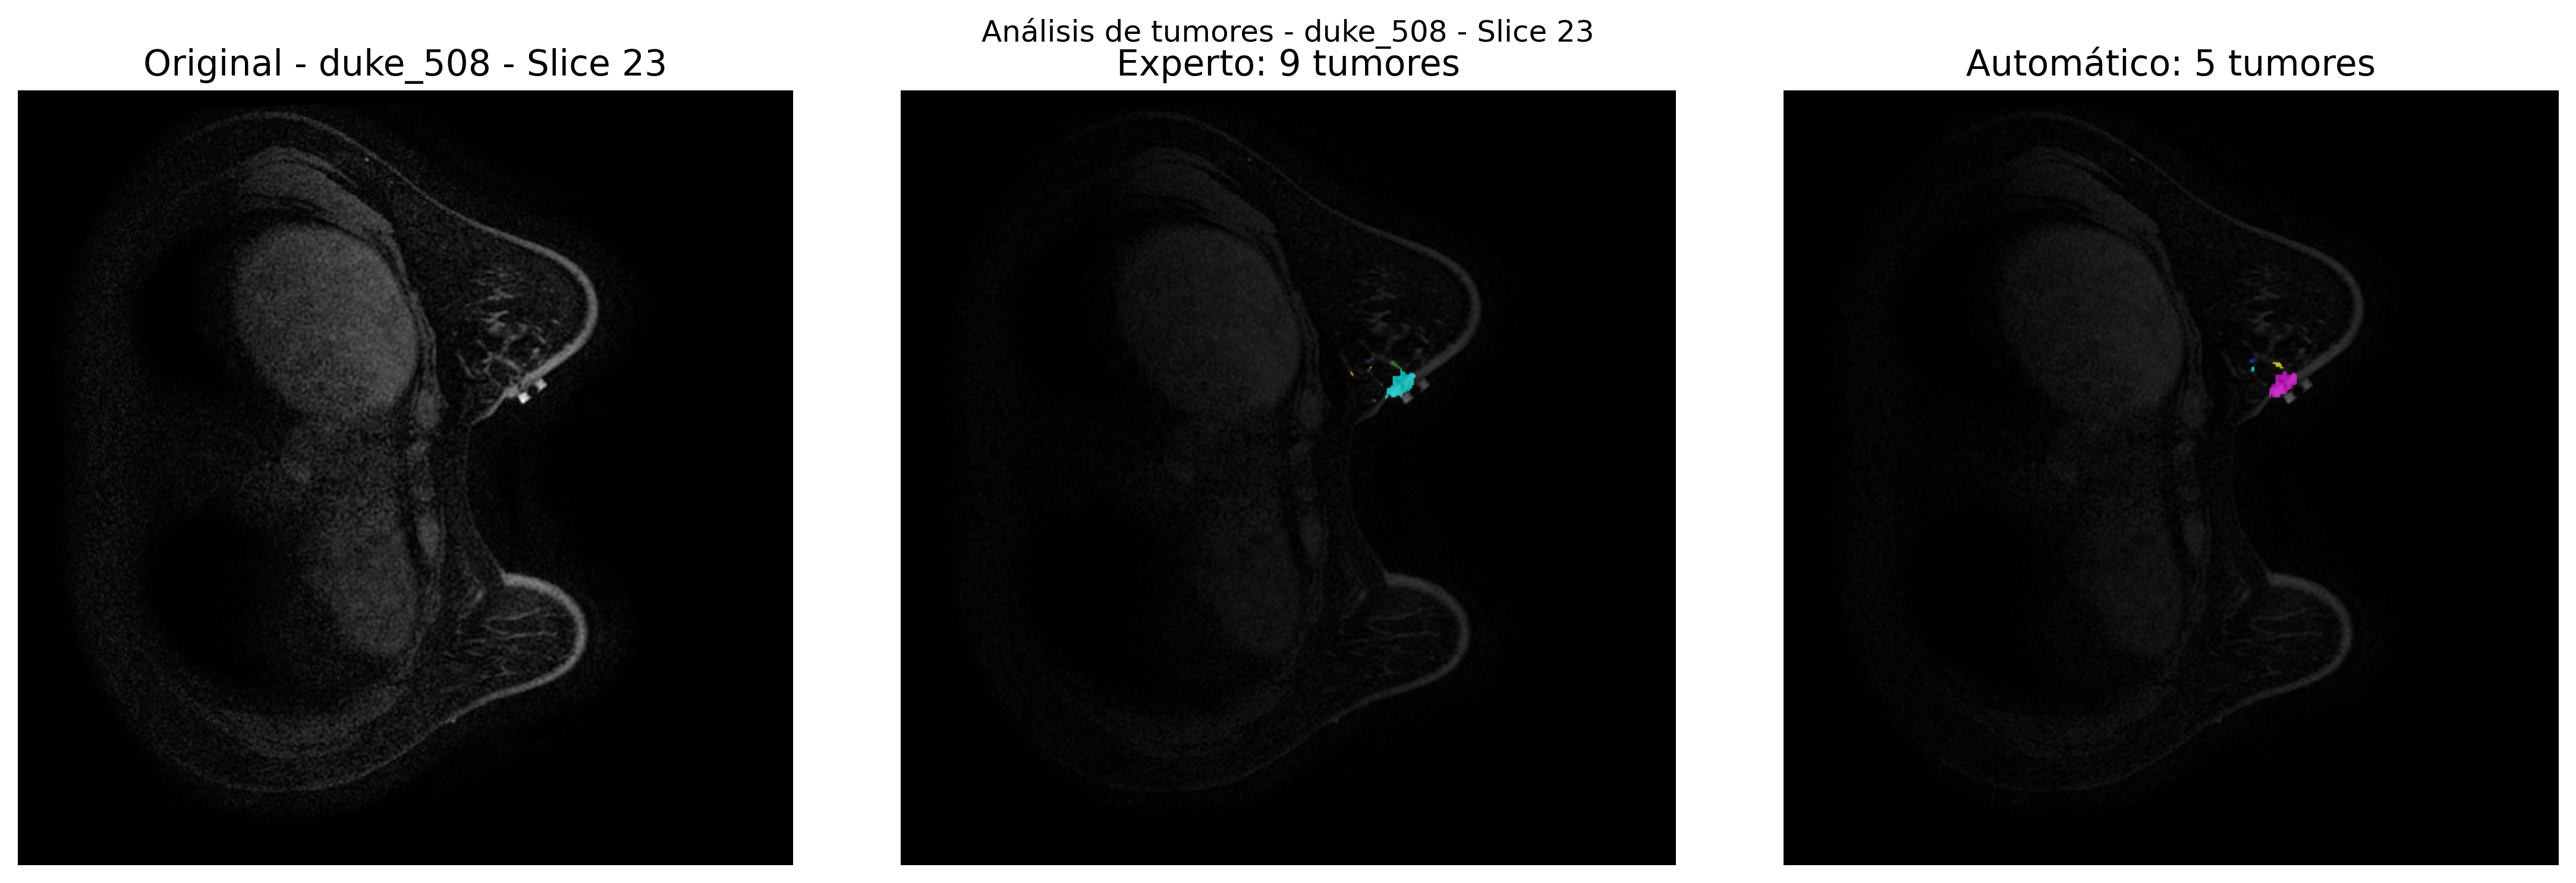 Análisis de tumores - duke_508 - Slice 23
Original - duke_508 - Slice 23
Experto: 9 tumores
Automático: 5 tumores